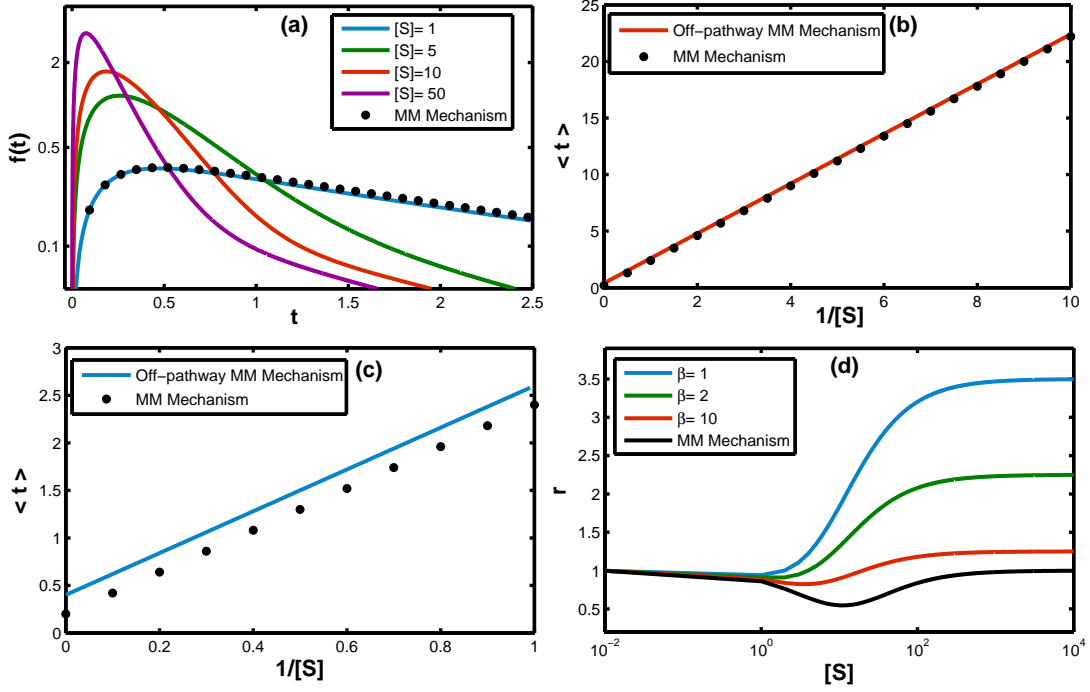 (a)
[S]= 1
[S]= 5
[S]=10
[S]= 50
MM Mechanism
f(t)
2
0.5
0.1
0
0.5
1
1.5
2
2.5
t
(b)
Off−pathway MM Mechanism
MM Mechanism
< t >
25
20
15
10
5
0
0
2
4
6
8
10
1/[S]
(c)
Off−pathway MM Mechanism
MM Mechanism
< t >
3
2.5
2
1.5
1
0.5
0
0
0.2
0.4
0.6
0.8
1
1/[S]
(d)
β= 1
β= 2
β= 10
MM Mechanism
r
3.5
3
2.5
2
1.5
1
0.5
10−2
100
102
104
[S]